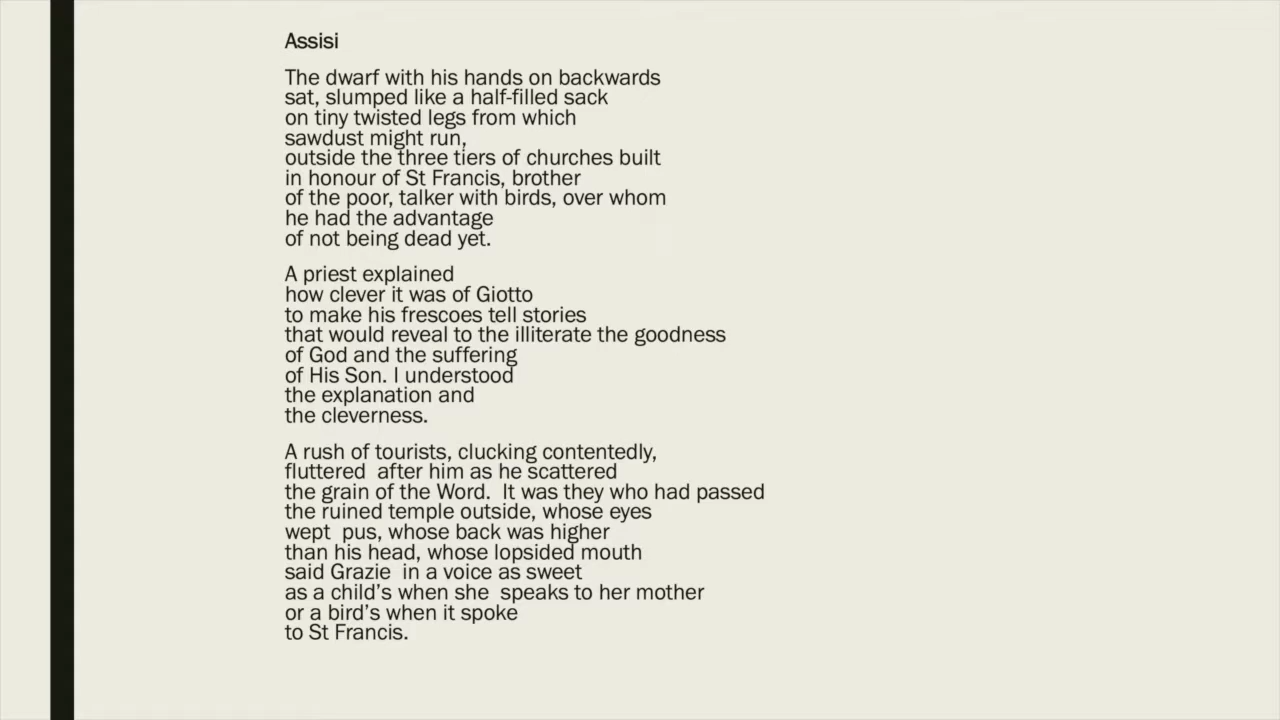 Assisi
The dwarf with his hands on backwards
sat, slumped like a half-filled sack
on tiny twisted legs from which
sawdust might run,
outside the three tiers of churches built
in honour of St Francis, brother
of the poor, talker with birds, over whom
he had the advantage
of not being dead yet.
A priest explained
how clever it was of Giotto
to make his frescoes tell stories
that would reveal to the illiterate the goodness
of God and the suffering
of His Son. I understood
the explanation and
the cleverness.
A rush of tourists, clucking contentedly,
fluttered  after him as he scattered
the grain of the Word.  It was they who had passed
the ruined temple outside, whose eyes
wept  pus, whose back was higher
than his head, whose lopsided mouth
said Grazie  in a voice as sweet
as a child's when she  speaks to her mother
or a bird's when it spoke
to St Francis.